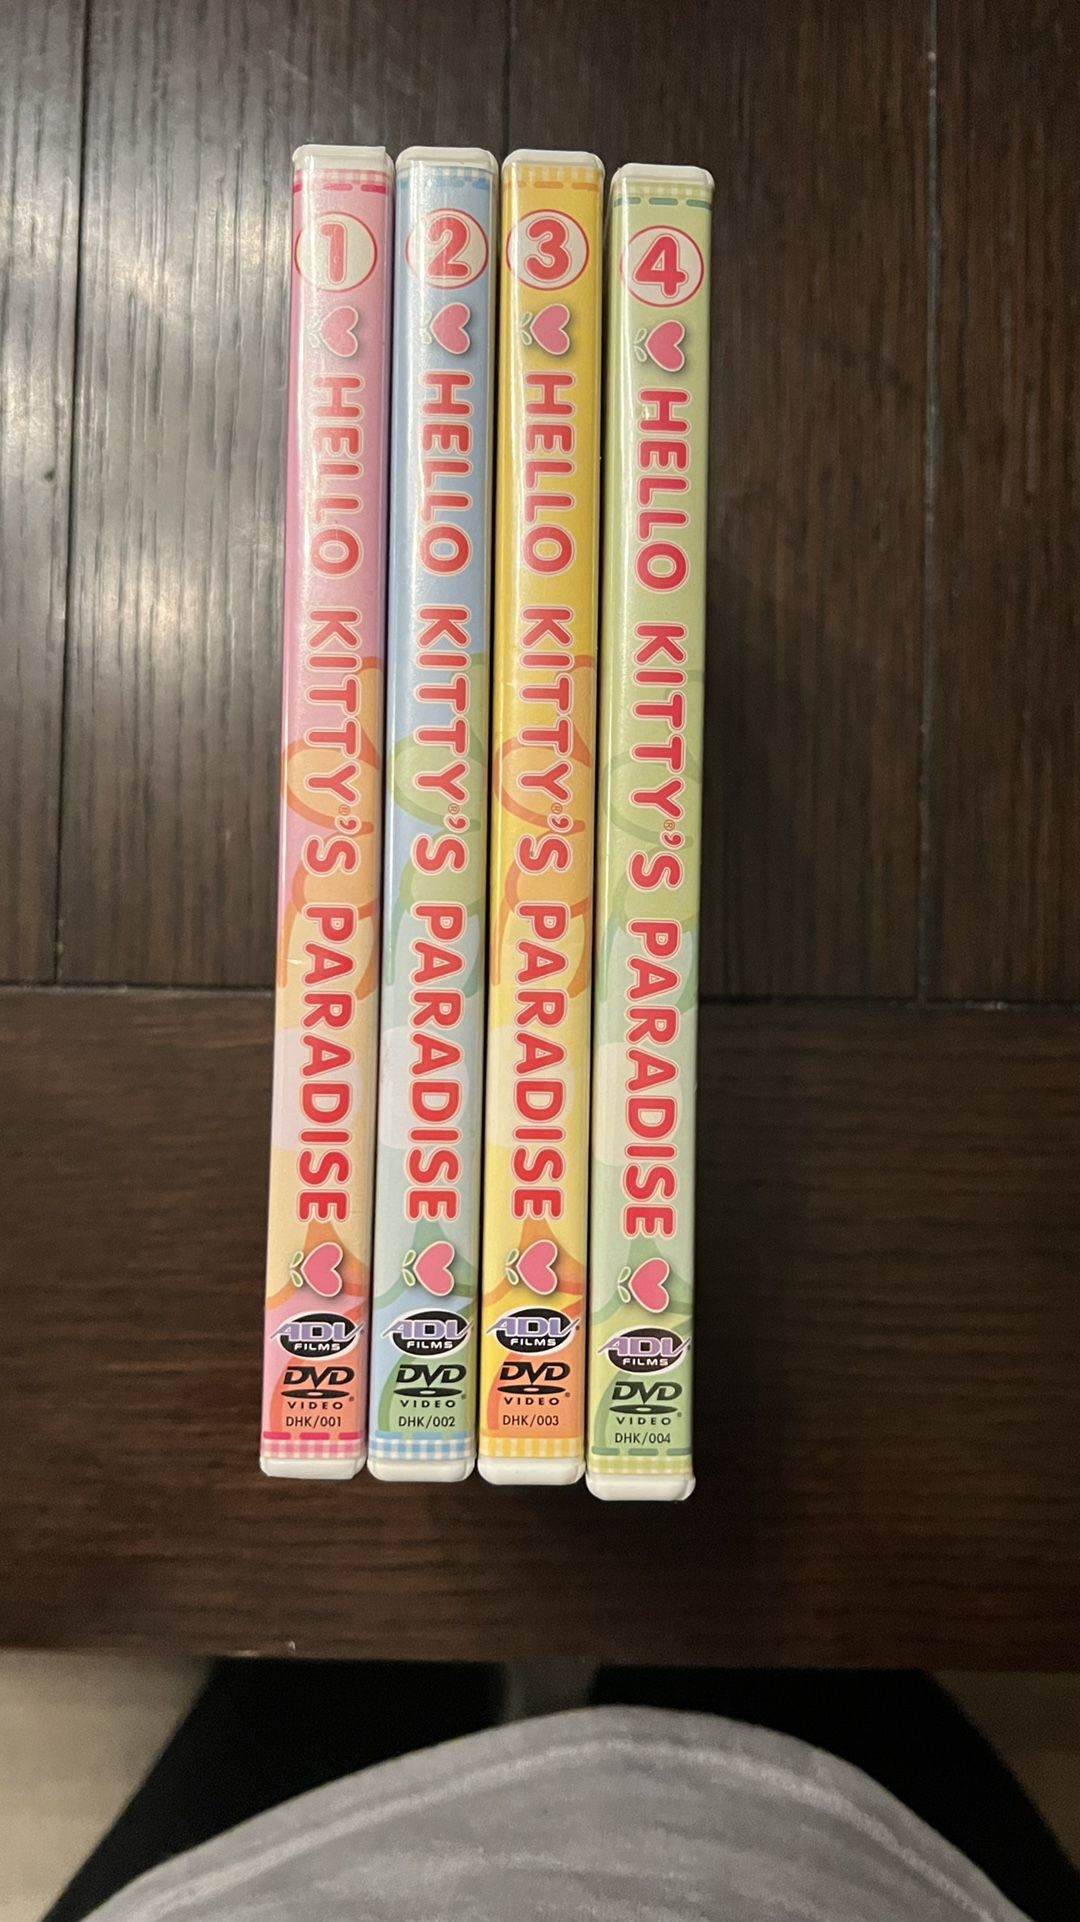 1
HELLO KITTY®'S PARADISE
ADV
FILMS
DVD
VIDEO
DHK/001
2
HELLO KITTY®'S PARADISE
ADV
FILMS
DVD
VIDEO
DHK/002
3
HELLO KITTY®'S PARADISE
ADV
FILMS
DVD
VIDEO
DHK/003
4
HELLO KITTY®'S PARADISE
ADV
FILMS
DVD
VIDEO
DHK/004